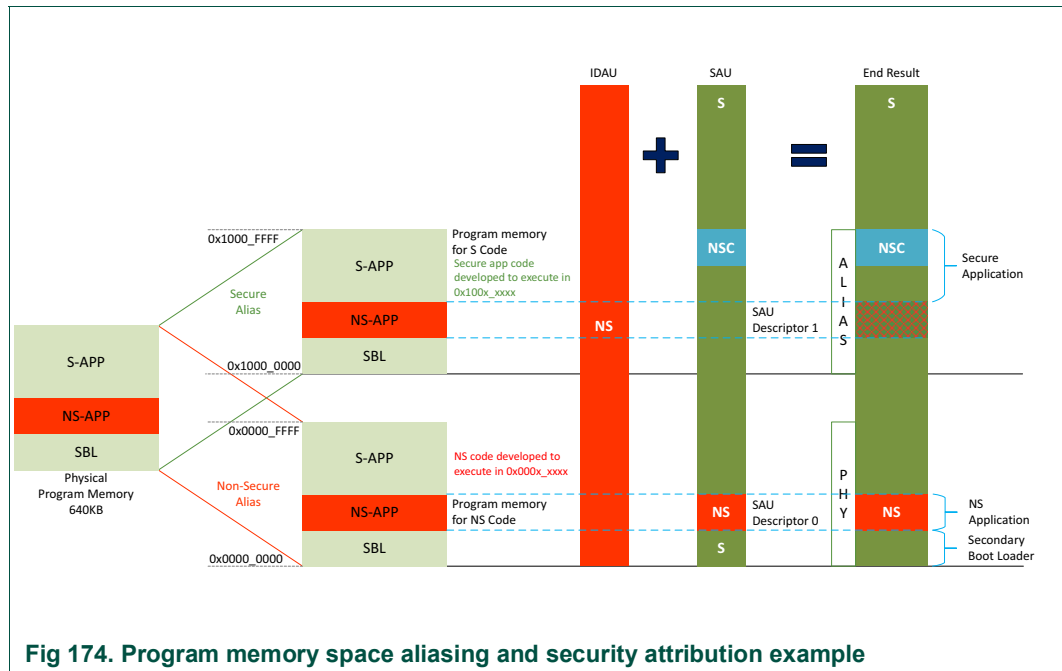 IDAU
SAU
End Result
S
S
0x1000_FFFF
Program memory
for S Code
Secure app code
developed to execute in
0x100x_xxxx
S-APP
NSC
NSC
Secure
Application
Secure
Alias
A
L
I
A
S
NS-APP
NS
SAU
Descriptor 1
SBL
0x1000_0000
S-APP
NS-APP
SBL
Physical
Program Memory
640KB
0x0000_FFFF
S-APP
NS code developed to
execute in 0x000x_xxxx
P
H
Y
Non-Secure
Alias
NS-APP
Program memory
for NS Code
NS
SAU
Descriptor 0
NS
NS
Application
SBL
S
Secondary
Boot Loader
0x0000_0000
Fig 174. Program memory space aliasing and security attribution example